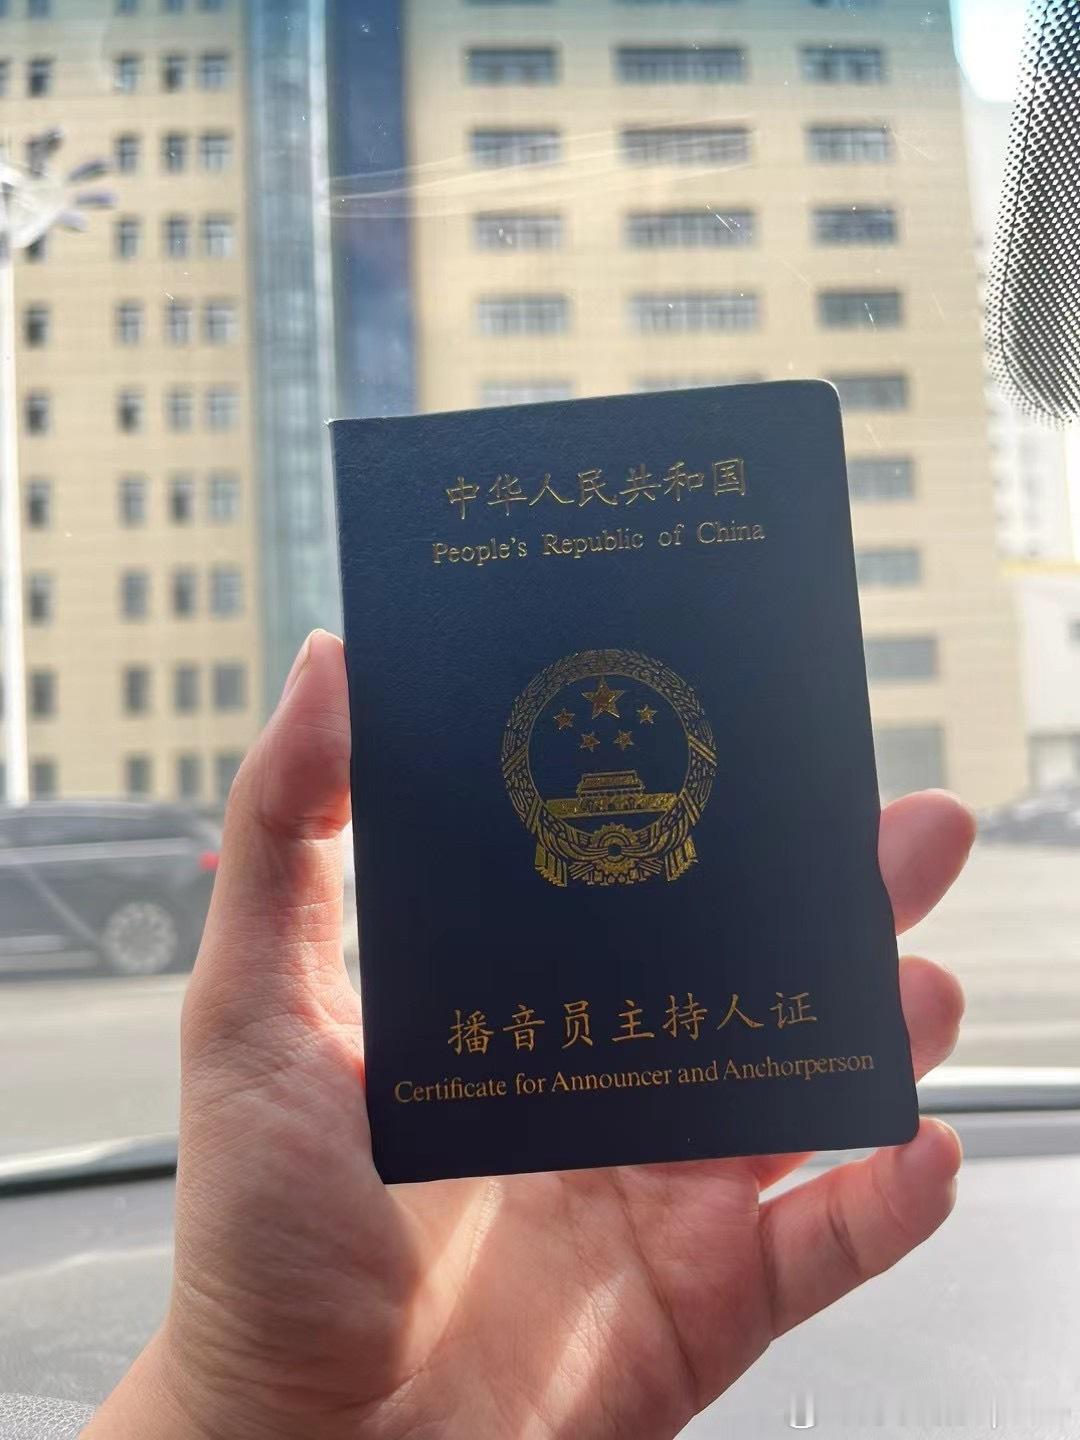 中华人民共和国
People's Republic of China
播音员主持人证
Certificate for Announcer and Anchorperson